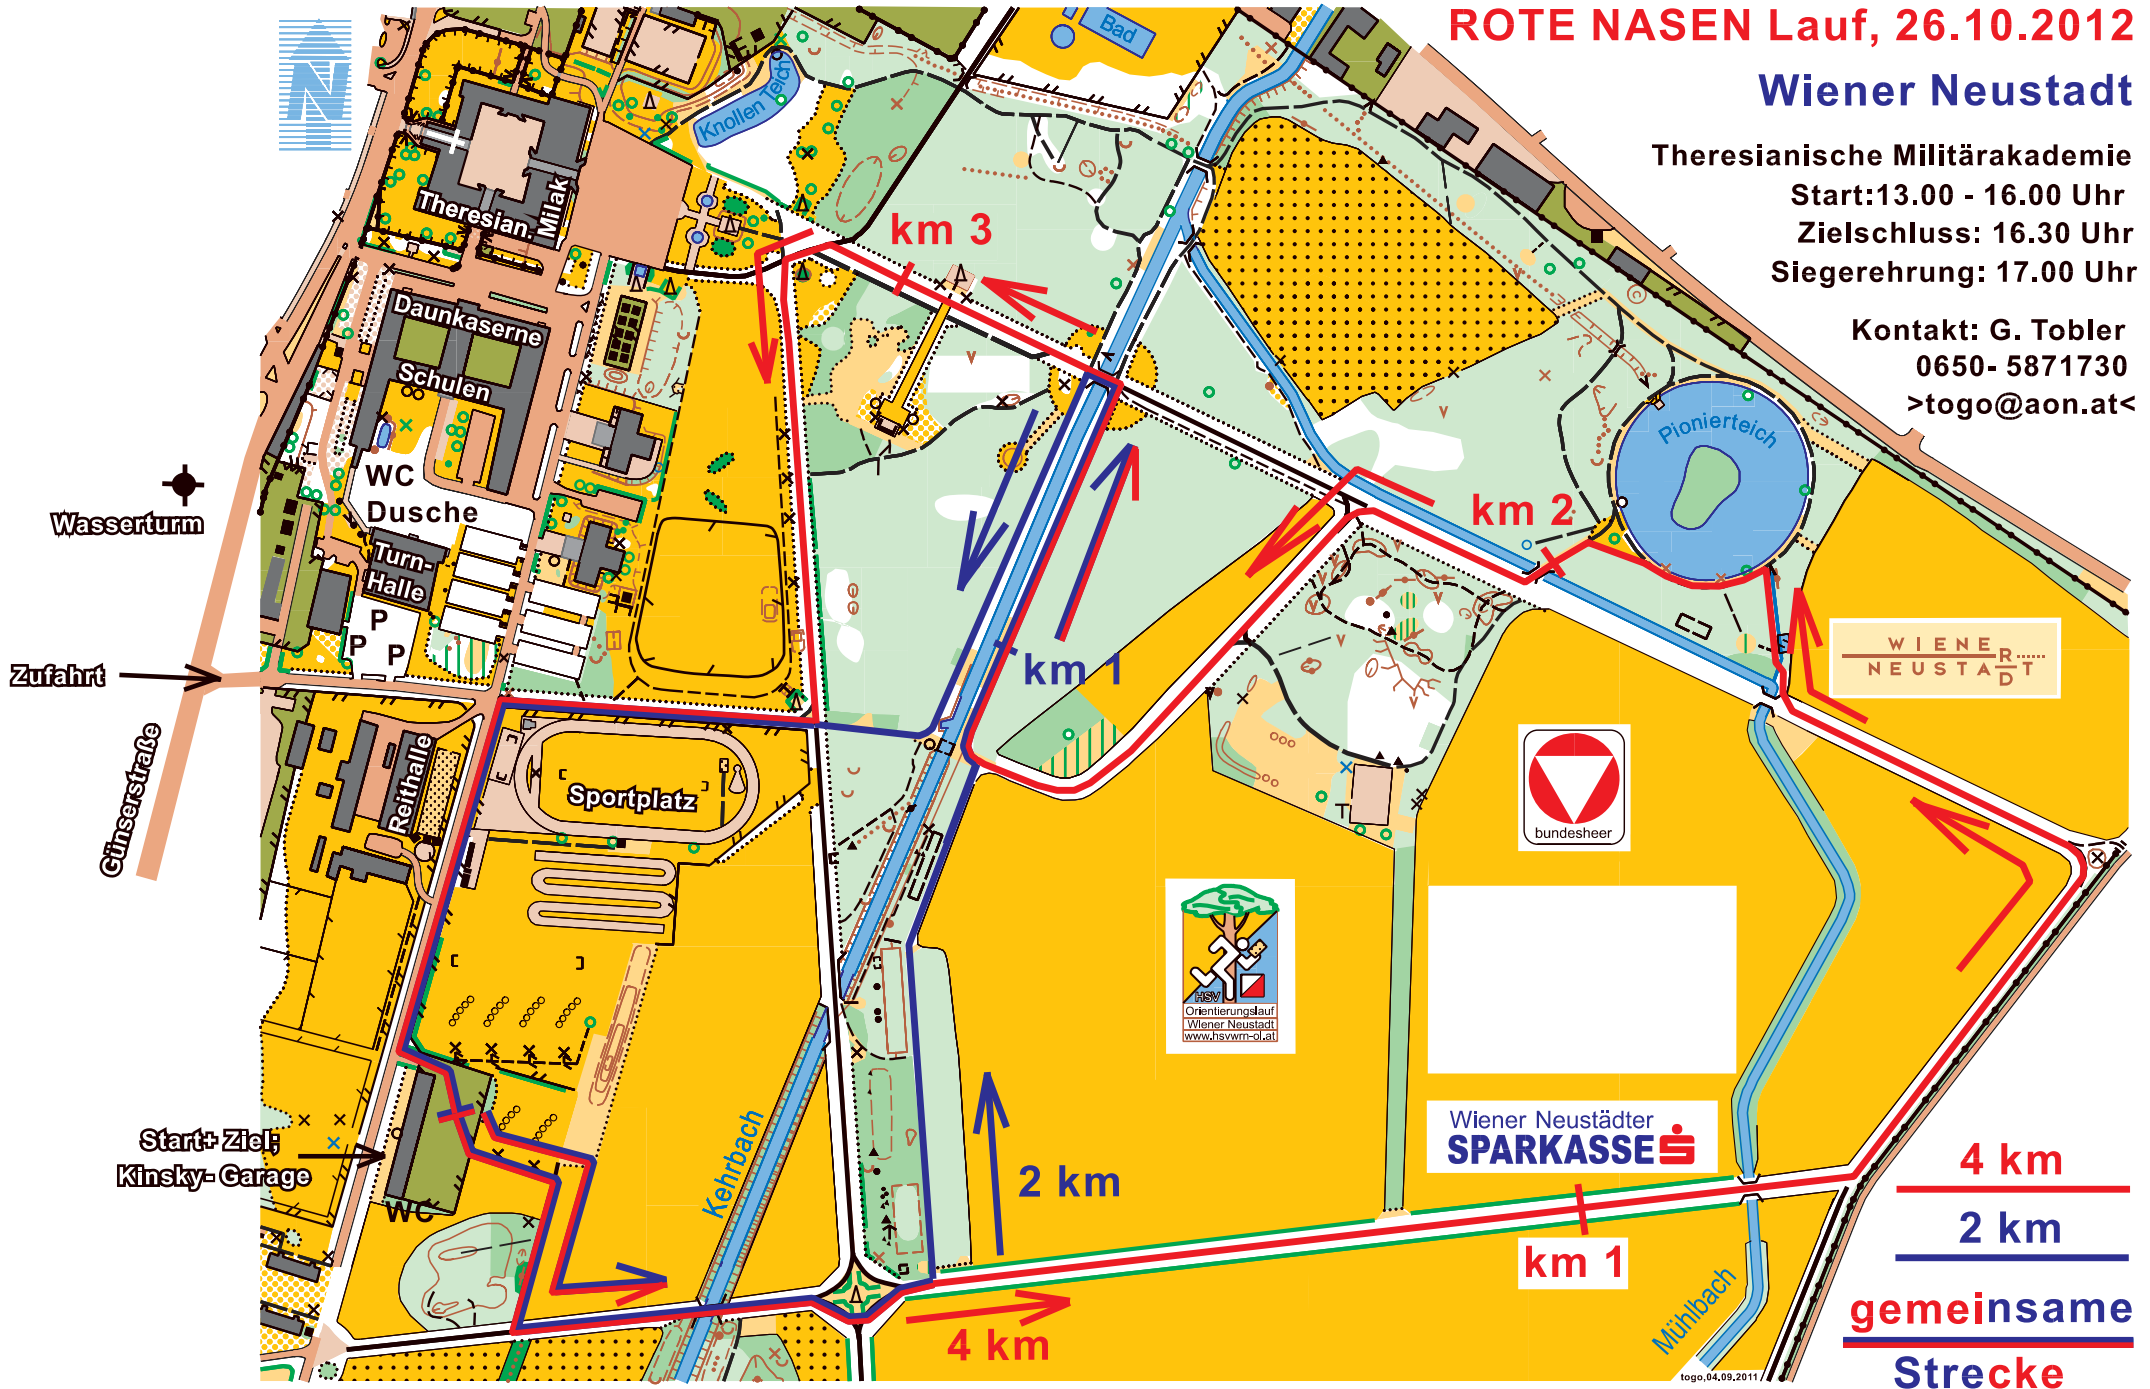 ROTE NASEN Lauf, 26.10.2012
Wiener Neustadt
Theresianische Militärakademie
Start:13.00 - 16.00 Uhr
Zielschluss: 16.30 Uhr
Siegerehrung: 17.00 Uhr
Kontakt: G. Tobler
0650- 5871730
>togo@aon.at<
N
Bad
Knollen Teich
Theresian.
Milak
km 3
Daunkaserne
Schulen
WC
Dusche
Wasserturm
Turn-
Halle
P
P
P
Zufahrt
Günserstraße
Reithalle
Sportplatz
km 1
km 2
Pionierteich
WIENER
NEUSTADT
bundesheer
HSV
Orientierungslauf
Wiener Neustadt
www.hsvwrn-ol.at
Start+ Ziel;
Kinsky- Garage
WC
Kehrbach
2 km
4 km
Wiener Neustädter
SPARKASSE
km 1
Mühlbach
4 km
2 km
gemeinsame
Strecke
togo,04.09.2011